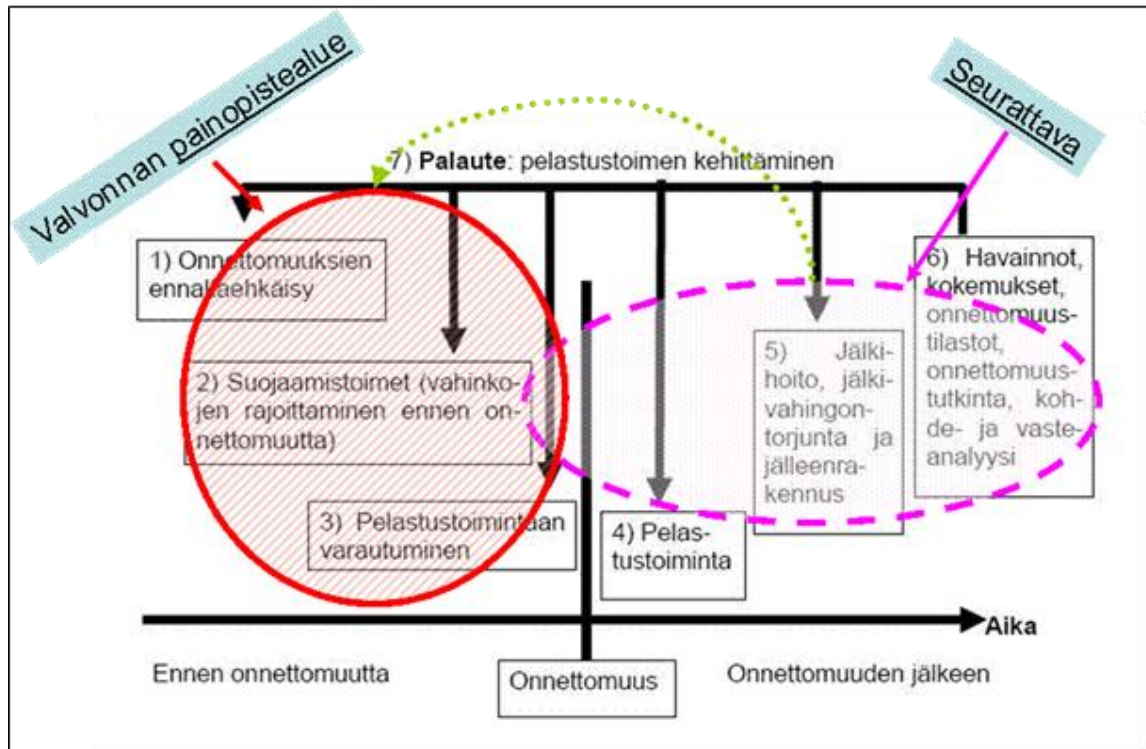 Valvonnan painopistealue
Seurattava
7) Palaute: pelastustoimen kehittäminen
1) Onnettomuuksien
ennakaehkäisy
2) Suojaamistoimet (vahinko-
jen rajoittaminen ennen on-
nettomuutta)
3) Pelastustoimintaan
varautuminen
4) Pelas-
tustoiminta
5) Jälki-
hoito, jälki-
vahingon-
torjunta ja
jälleenra-
kennus
6) Havainnot,
kokemukset,
onnettomuus-
tilastot,
onnettomuus-
tutkinta, koh-
de- ja vaste-
analyysi
Aika
Ennen onnettomuutta
Onnettomuus
Onnettomuuden jälkeen